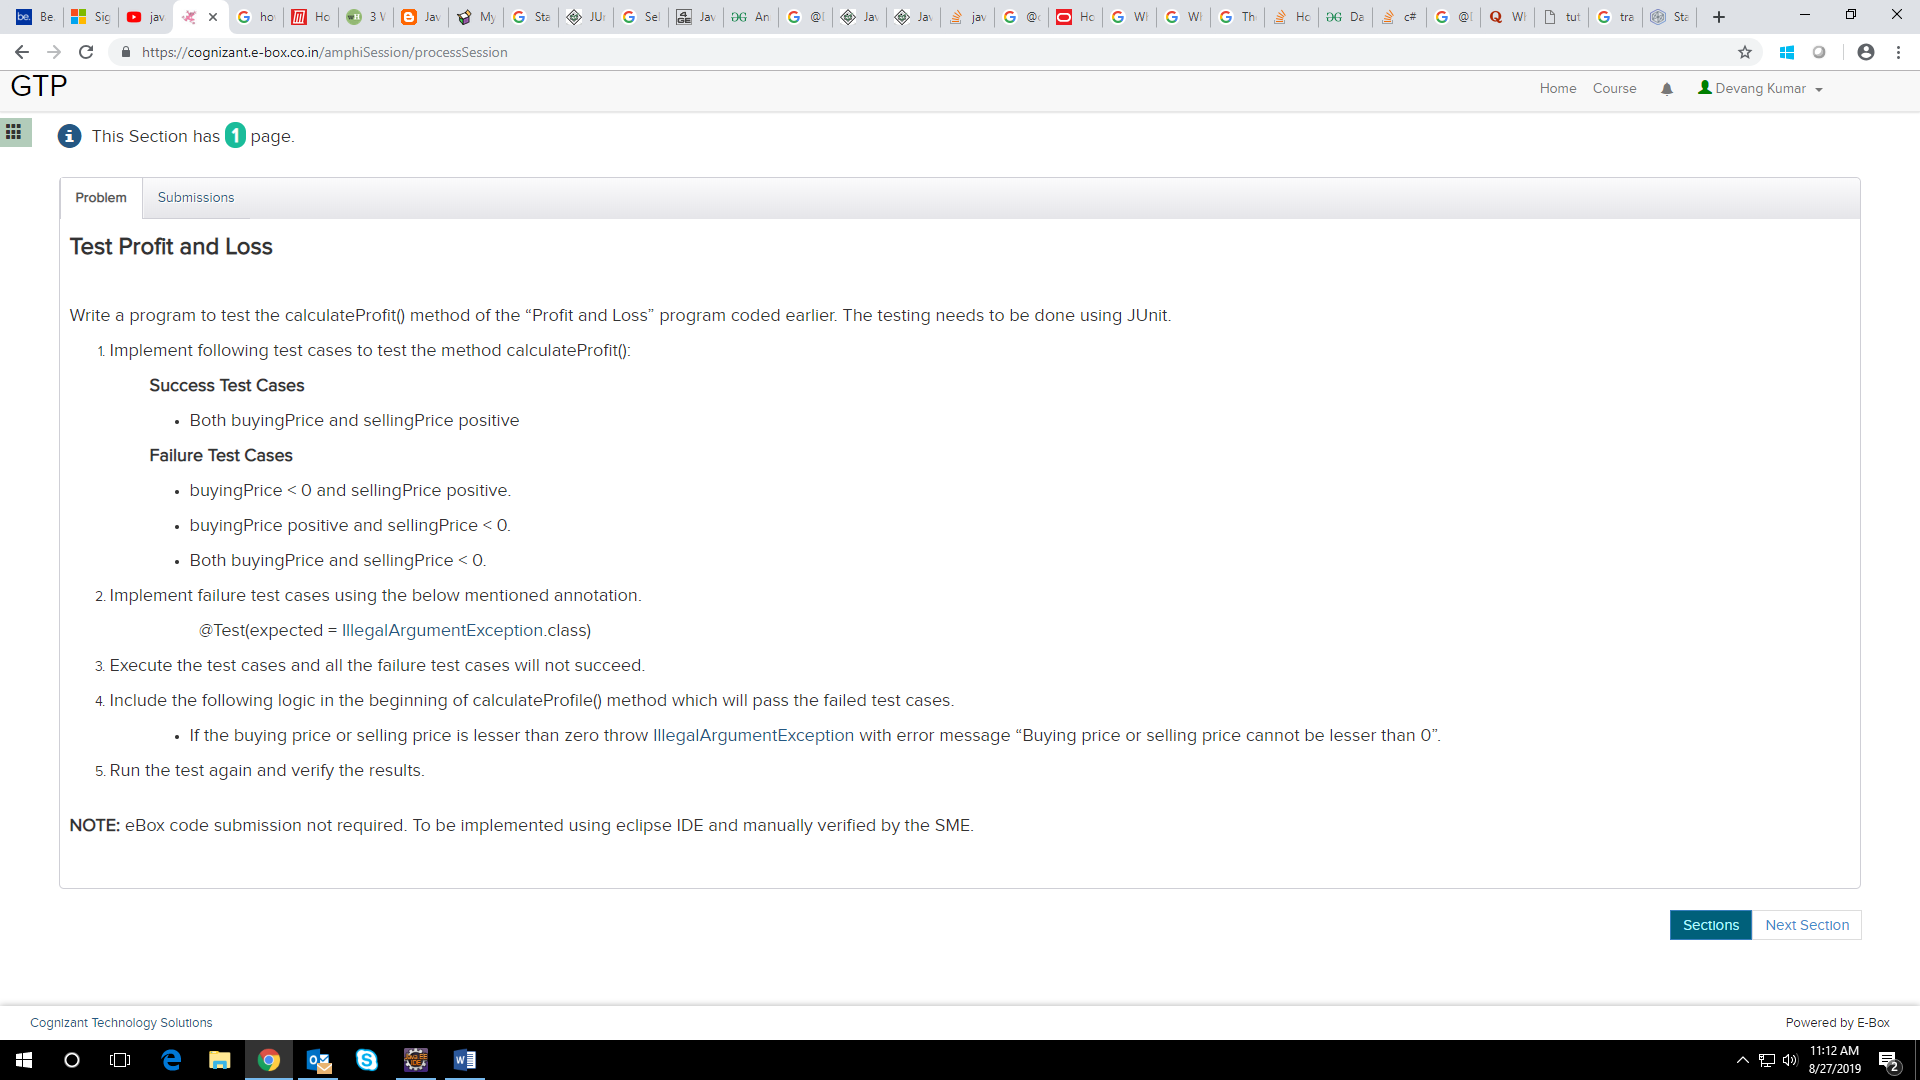 Be.
Sig
jav
ho
Ho
3 W
Jav
My
Sta
JU
Sel
Jav
An
@[
Jav
Jav
jav
@
Ho
Wl
Wl
Th
Ho
Da
c#
@[
Wl
tut
tra
Sta
https://cognizant.e-box.co.in/amphiSession/processSession
GTP
Home Course Devang Kumar
This Section has 1 page.
Problem Submissions
Test Profit and Loss
Write a program to test the calculateProfit() method of the “Profit and Loss” program coded earlier. The testing needs to be done using JUnit.
1. Implement following test cases to test the method calculateProfit():
Success Test Cases
• Both buyingPrice and sellingPrice positive
Failure Test Cases
• buyingPrice < 0 and sellingPrice positive.
• buyingPrice positive and sellingPrice < 0.
• Both buyingPrice and sellingPrice < 0.
2. Implement failure test cases using the below mentioned annotation.
@Test(expected = IllegalArgumentException.class)
3. Execute the test cases and all the failure test cases will not succeed.
4. Include the following logic in the beginning of calculateProfile() method which will pass the failed test cases.
• If the buying price or selling price is lesser than zero throw IllegalArgumentException with error message “Buying price or selling price cannot be lesser than 0”.
5. Run the test again and verify the results.
NOTE: eBox code submission not required. To be implemented using eclipse IDE and manually verified by the SME.
Sections Next Section
Cognizant Technology Solutions Powered by E-Box
11:12 AM
8/27/2019
2